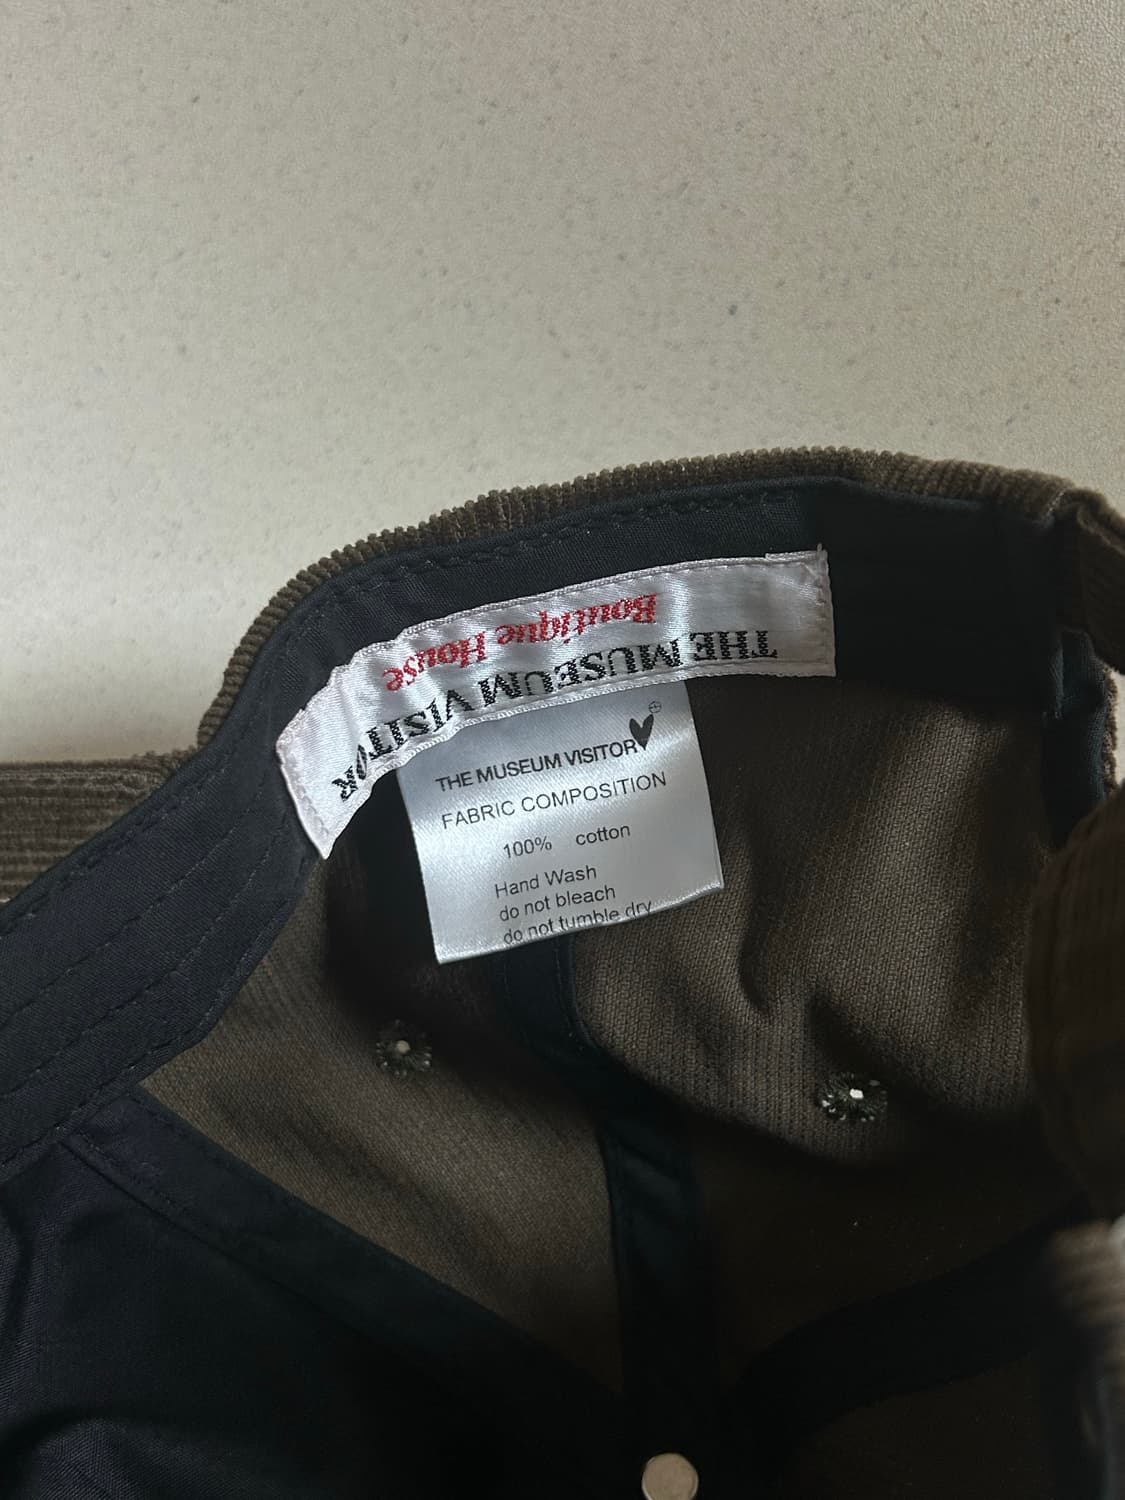 Boutique House
THE MUSEUM VISITOR
THE MUSEUM VISITOR
FABRIC COMPOSITION
100% cotton
Hand Wash
do not bleach
do not tumble dry